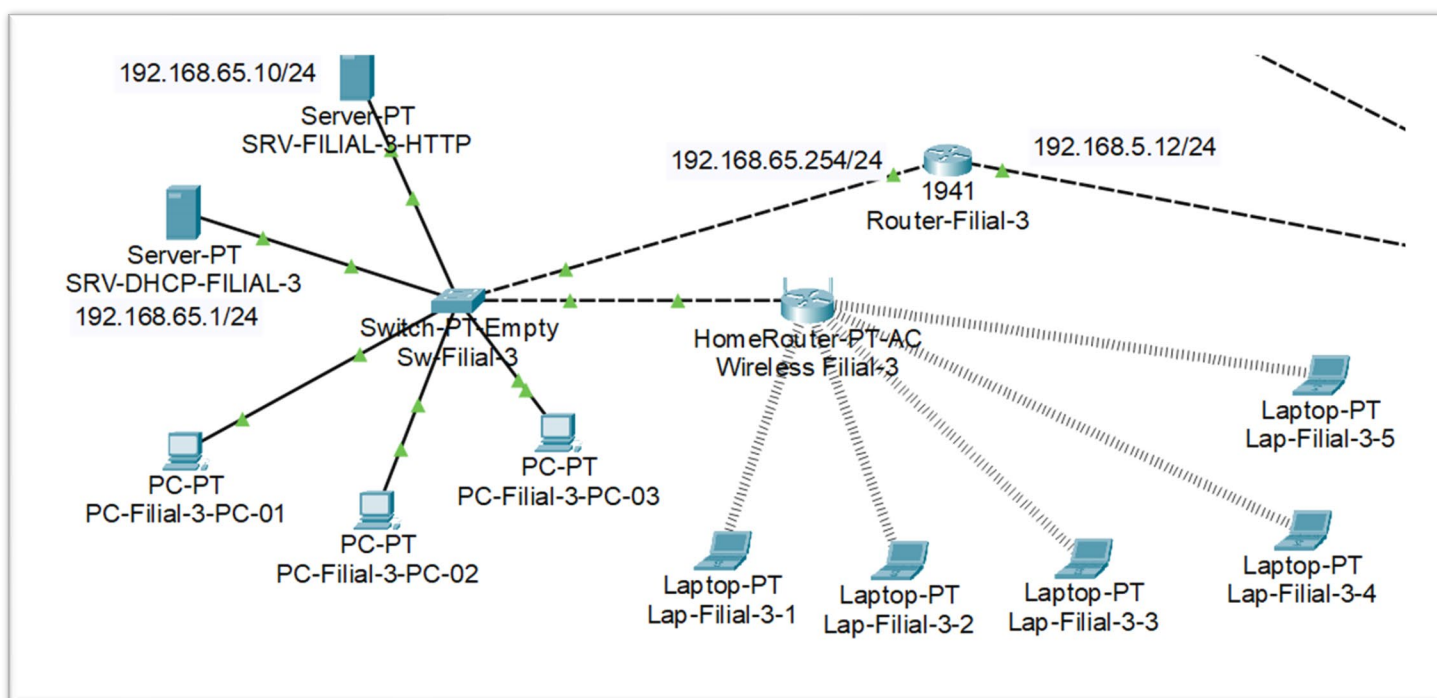 192.168.65.10/24
Server-PT
SRV-FILIAL-3-HTTP
192.168.65.254/24
192.168.5.12/24
1941
Router-Filial-3
Server-PT
SRV-DHCP-FILIAL-3
192.168.65.1/24
Switch-PT-Empty
Sw-Filial-3
HomeRouter-PT-AC
Wireless Filial-3
PC-PT
PC-Filial-3-PC-01
PC-PT
PC-Filial-3-PC-02
PC-PT
PC-Filial-3-PC-03
Laptop-PT
Lap-Filial-3-1
Laptop-PT
Lap-Filial-3-2
Laptop-PT
Lap-Filial-3-3
Laptop-PT
Lap-Filial-3-4
Laptop-PT
Lap-Filial-3-5